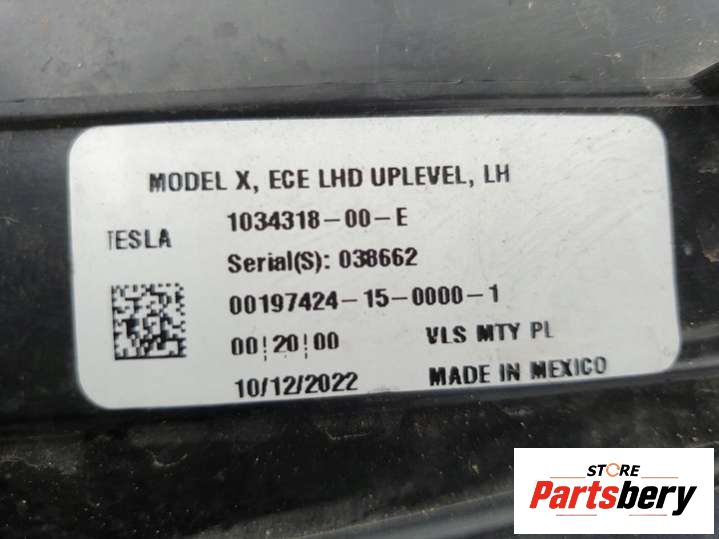 MODEL X, ECE LHD UPLEVEL, LH
TESLA
1034318-00-E
Serial(S): 038662
00197424-15-0000-1
00¦20¦00 VLS MTY PL
10/12/2022 MADE IN MEXICO
STORE
Partsbery